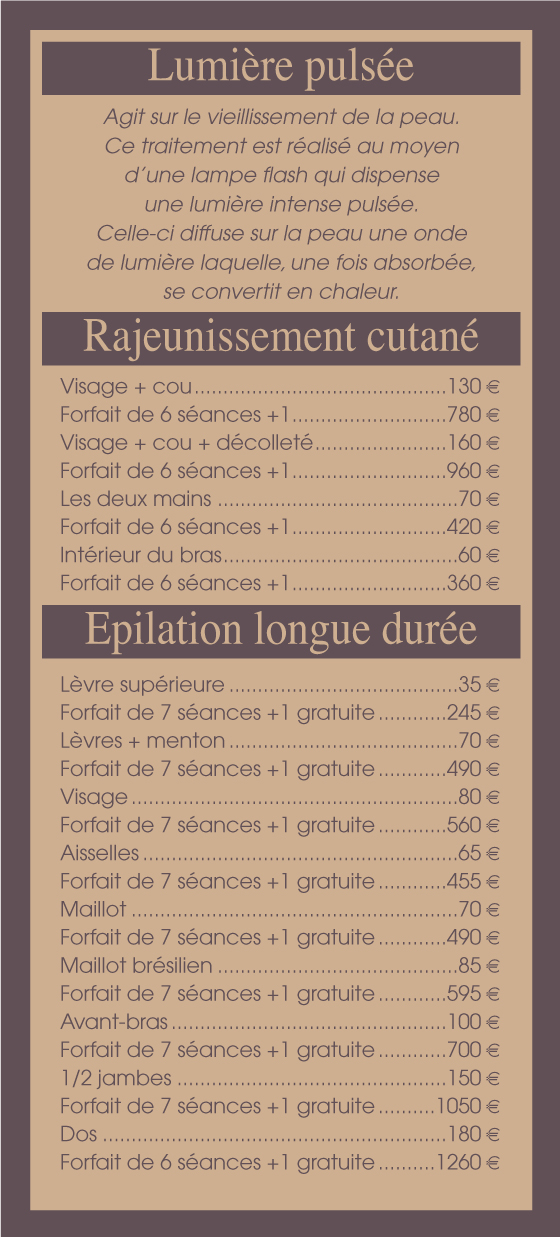 Lumière pulsée
Agit sur le vieillissement de la peau.
Ce traitement est réalisé au moyen
d'une lampe flash qui dispense
une lumière intense pulsée.
Celle-ci diffuse sur la peau une onde
de lumière laquelle, une fois absorbée,
se convertit en chaleur.
Rajeunissement cutané
Visage + cou............................................130 €
Forfait de 6 séances +1...........................780 €
Visage + cou + décolleté.......................160 €
Forfait de 6 séances +1...........................960 €
Les deux mains ..........................................70 €
Forfait de 6 séances +1...........................420 €
Intérieur du bras.........................................60 €
Forfait de 6 séances +1...........................360 €
Epilation longue durée
Lèvre supérieure ........................................35 €
Forfait de 7 séances +1 gratuite ............245 €
Lèvres + menton ........................................70 €
Forfait de 7 séances +1 gratuite ............490 €
Visage .........................................................80 €
Forfait de 7 séances +1 gratuite ............560 €
Aisselles .......................................................65 €
Forfait de 7 séances +1 gratuite ............455 €
Maillot .........................................................70 €
Forfait de 7 séances +1 gratuite ............490 €
Maillot brésilien ..........................................85 €
Forfait de 7 séances +1 gratuite ............595 €
Avant-bras ................................................100 €
Forfait de 7 séances +1 gratuite ............700 €
1/2 jambes ...............................................150 €
Forfait de 7 séances +1 gratuite ..........1050 €
Dos ............................................................180 €
Forfait de 6 séances +1 gratuite ..........1260 €